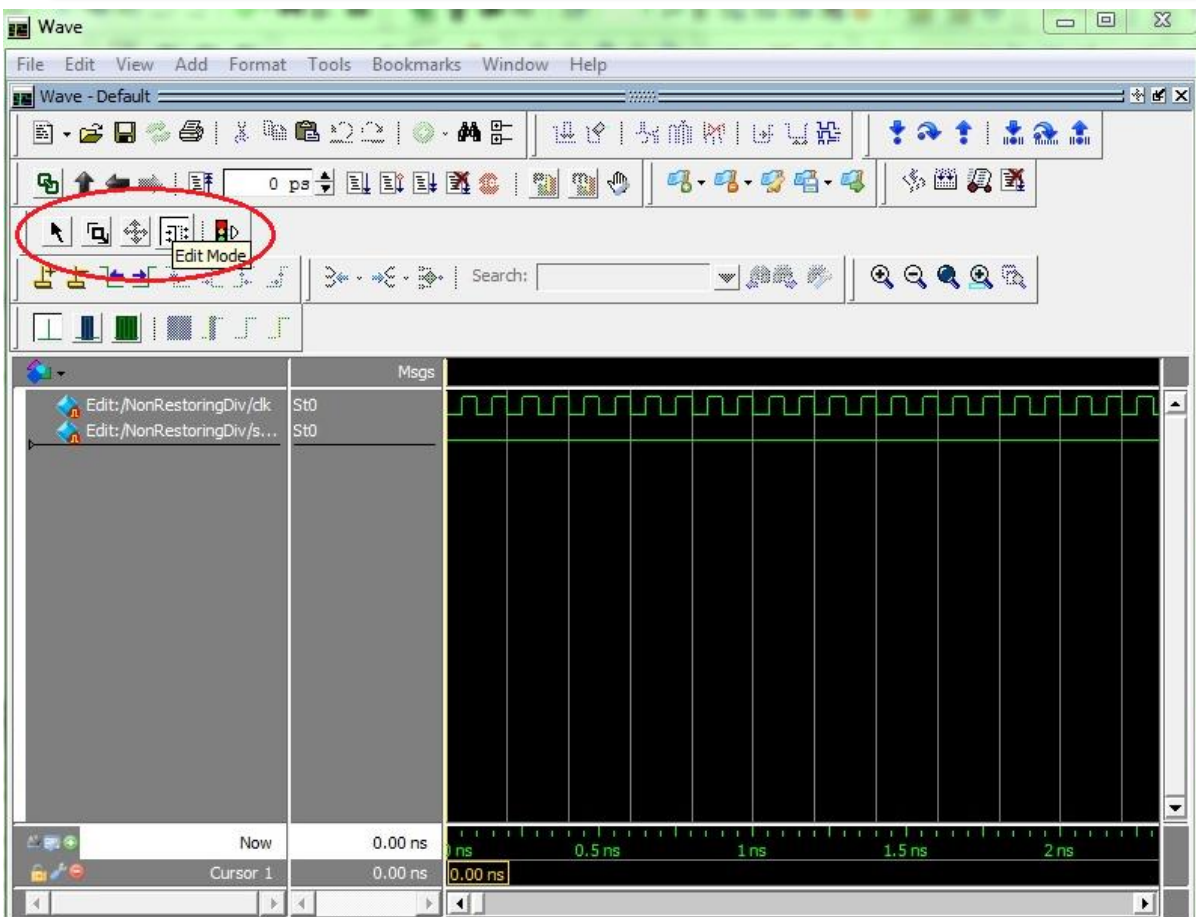 Wave
File Edit View Add Format Tools Bookmarks Window Help
Wave - Default
0 ps
Edit Mode
Search:
Msgs
Edit:/NonRestoringDiv/clk St0
Edit:/NonRestoringDiv/s... St0
Now 0.00 ns
ns 0.5 ns 1 ns 1.5 ns 2 ns
Cursor 1 0.00 ns 0.00 ns